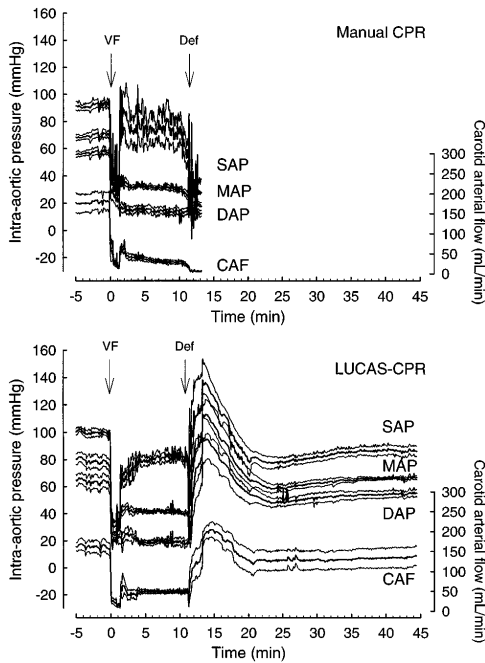 Manual CPR
VF
Def
Intra-aortic pressure (mmHg)
160
140
120
100
80
60
40
20
0
-20
SAP
MAP
DAP
CAF
Carotid arterial flow (mL/min)
300
250
200
150
100
50
0
-5 0 5 10 15 20 25 30 35 40 45
Time (min)
LUCAS-CPR
VF
Def
Intra-aortic pressure (mmHg)
160
140
120
100
80
60
40
20
0
-20
SAP
MAP
DAP
CAF
Carotid arterial flow (mL/min)
300
250
200
150
100
50
0
-5 0 5 10 15 20 25 30 35 40 45
Time (min)